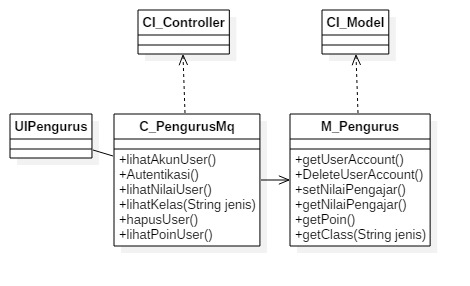 CI_Controller
CI_Model
UIPengurus
C_PengurusMq
+lihatAkunUser()
+Autentikasi()
+lihatNilaiUser()
+lihatKelas(String jenis)
+hapusUser()
+lihatPoinUser()
M_Pengurus
+getUserAccount()
+DeleteUserAccount()
+setNilaiPengajar()
+getNilaiPengajar()
+getPoin()
+getClass(String jenis)